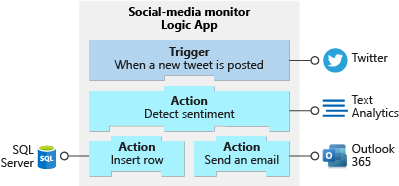 Social-media monitor
Logic App
Trigger
When a new tweet is posted
Twitter
Action
Detect sentiment
Text
Analytics
SQL
Server
SQL
Action
Insert row
Action
Send an email
Outlook
365